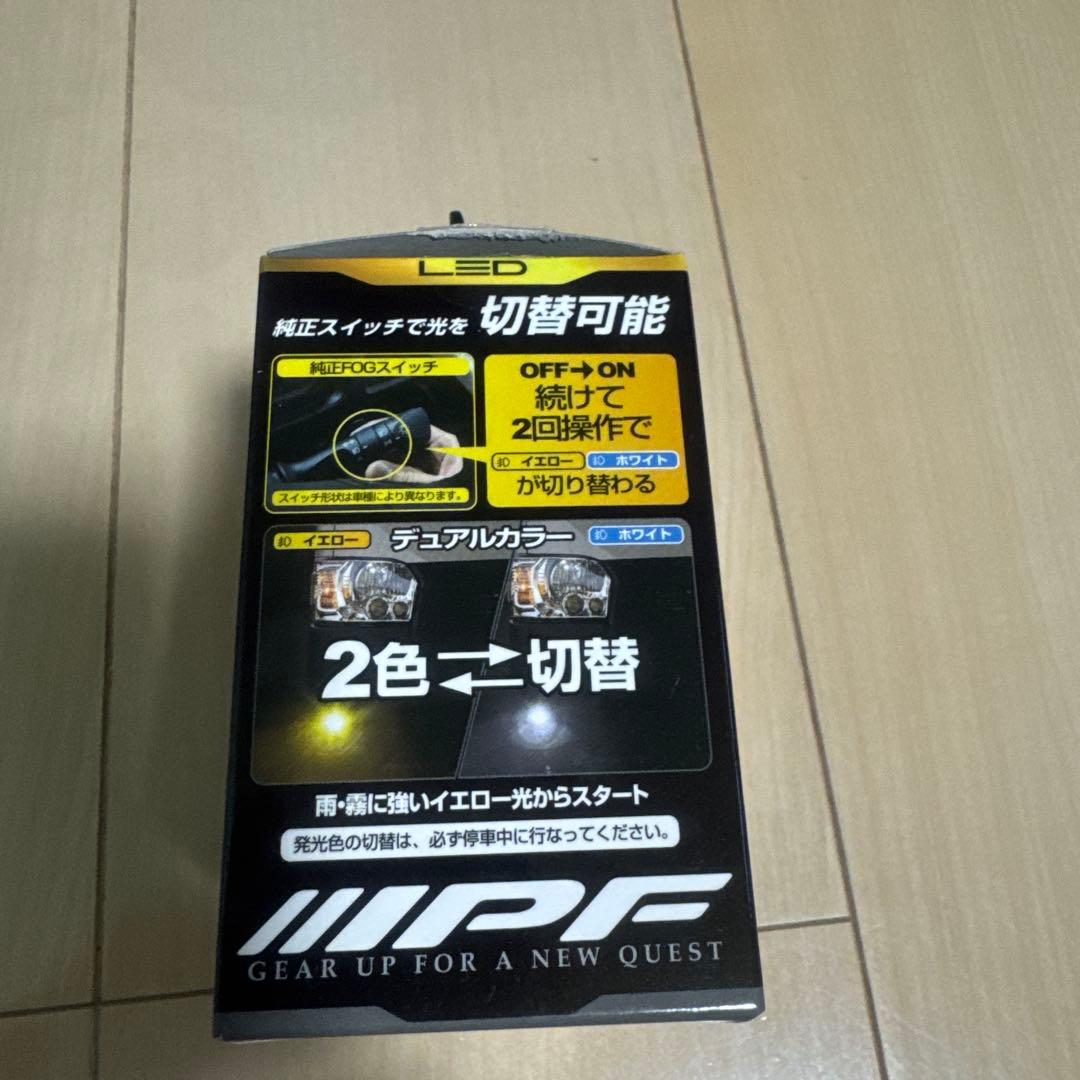 LED
純正スイッチで光を 切替可能
純正FOGスイッチ
スイッチ形状は車種により異なります。
OFF→ON
続けて
2回操作で
イエロー ホワイト
が切り替わる
イエロー デュアルカラー ホワイト
2色 切替
雨・霧に強いイエロー光からスタート
発光色の切替は、必ず停車中に行なってください。
IPF
GEAR UP FOR A NEW QUEST